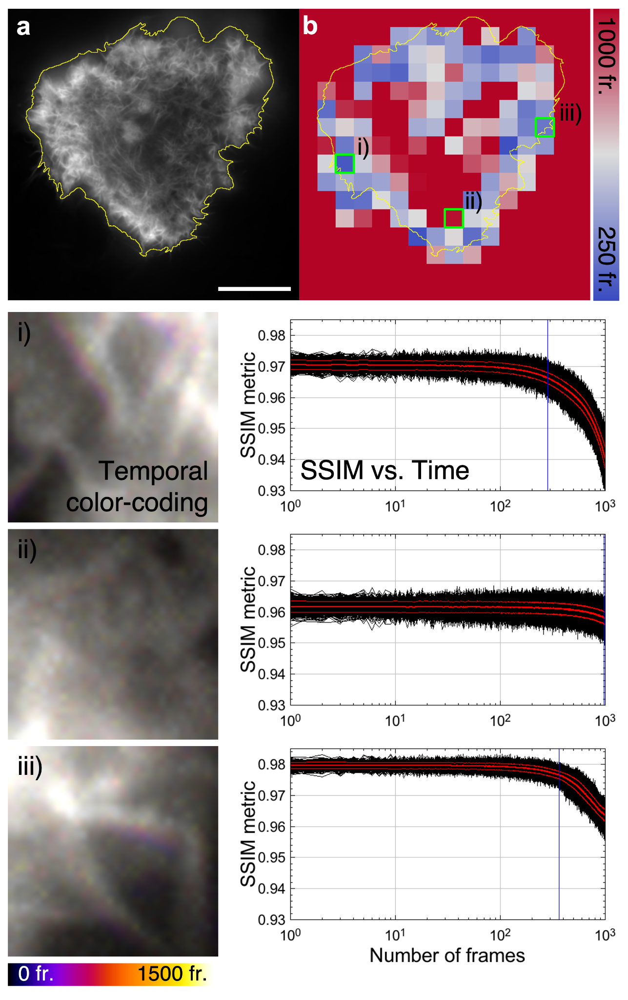 a
b
1000 fr.
250 fr.
i)
ii)
iii)
i)
Temporal
color-coding
SSIM metric
0.98
0.97
0.96
0.95
0.94
0.93
SSIM vs. Time
10⁰ 10¹ 10² 10³
ii)
SSIM metric
0.98
0.97
0.96
0.95
0.94
0.93
10⁰ 10¹ 10² 10³
iii)
SSIM metric
0.98
0.97
0.96
0.95
0.94
0.93
10⁰ 10¹ 10² 10³
Number of frames
0 fr. 1500 fr.